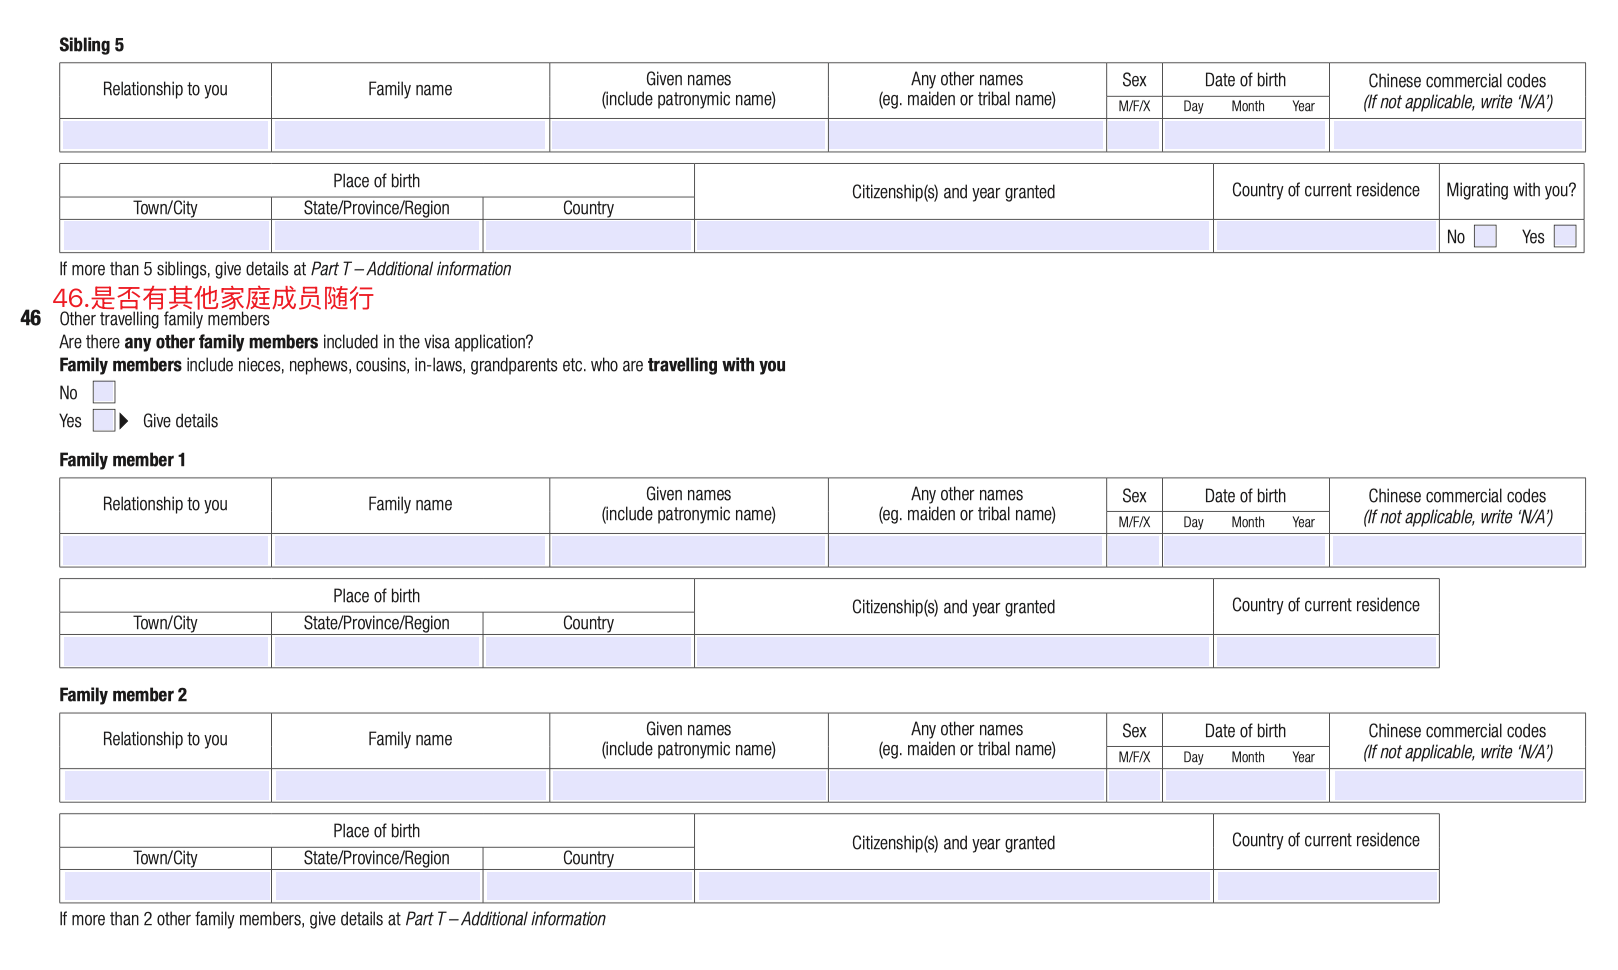 Sibling 5
Relationship to you
Family name
Given names
(include patronymic name)
Any other names
(eg. maiden or tribal name)
Sex
M/F/X
Date of birth
Day Month Year
Chinese commercial codes
(If not applicable, write ‘N/A’)
Place of birth
Town/City
State/Province/Region
Country
Citizenship(s) and year granted
Country of current residence
Migrating with you?
No Yes
If more than 5 siblings, give details at Part T – Additional information
46.是否有其他家庭成员随行
46 Other travelling family members
Are there any other family members included in the visa application?
Family members include nieces, nephews, cousins, in-laws, grandparents etc. who are travelling with you
No
Yes Give details
Family member 1
Relationship to you
Family name
Given names
(include patronymic name)
Any other names
(eg. maiden or tribal name)
Sex
M/F/X
Date of birth
Day Month Year
Chinese commercial codes
(If not applicable, write ‘N/A’)
Place of birth
Town/City
State/Province/Region
Country
Citizenship(s) and year granted
Country of current residence
Family member 2
Relationship to you
Family name
Given names
(include patronymic name)
Any other names
(eg. maiden or tribal name)
Sex
M/F/X
Date of birth
Day Month Year
Chinese commercial codes
(If not applicable, write ‘N/A’)
Place of birth
Town/City
State/Province/Region
Country
Citizenship(s) and year granted
Country of current residence
If more than 2 other family members, give details at Part T – Additional information